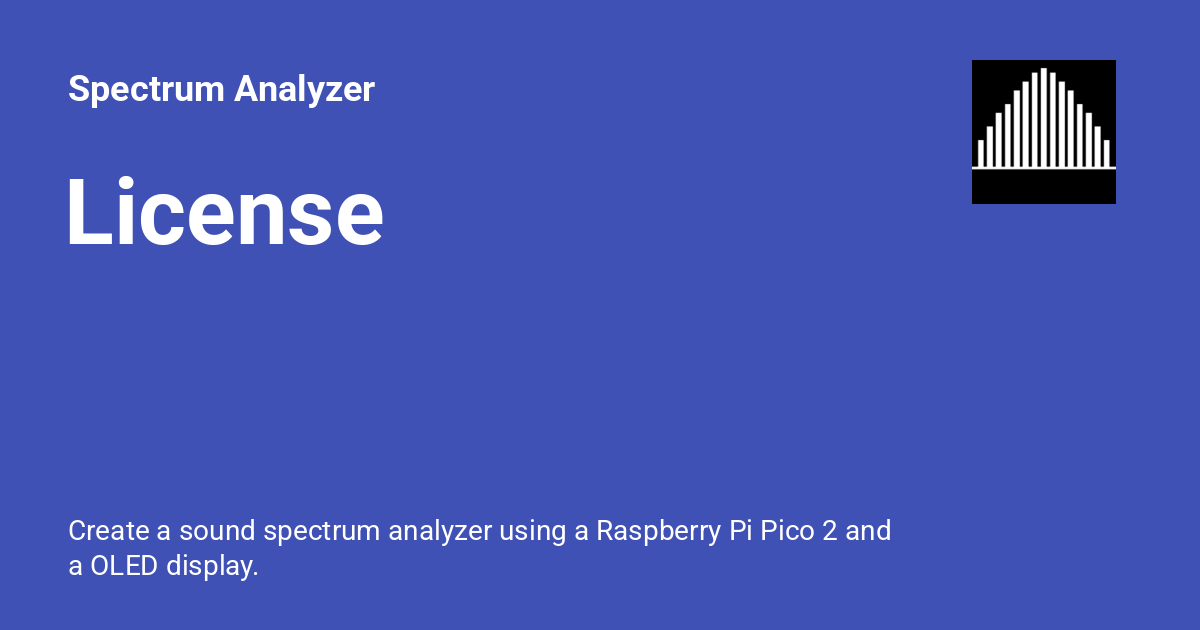 Spectrum Analyzer
License
Create a sound spectrum analyzer using a Raspberry Pi Pico 2 and
a OLED display.